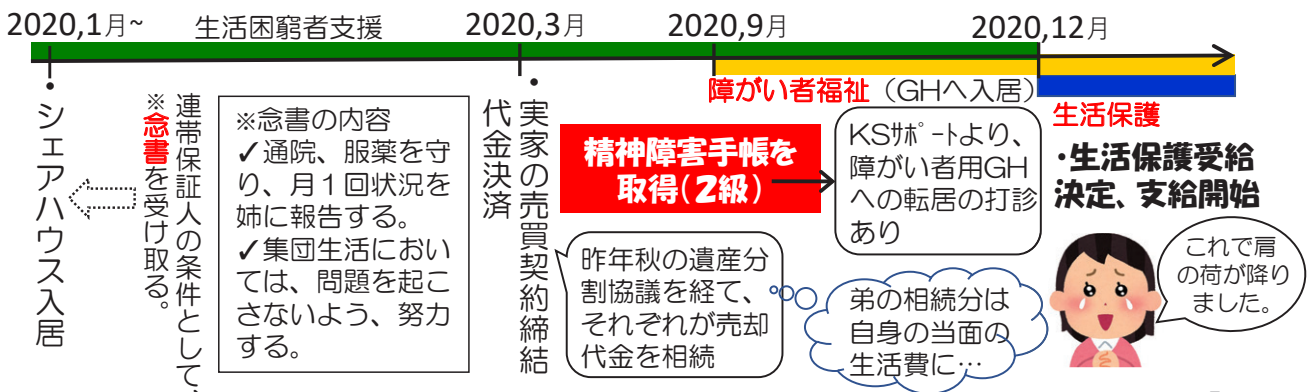 2020,1月~
生活困窮者支援
2020,3月
2020,9月
2020,12月
・シェアハウス入居
連帯保証人の条件として、
※念書を受け取る。
※念書の内容
✓通院、服薬を守
り、月1回状況を
姉に報告する。
✓集団生活におい
ては、問題を起こ
さないよう、努力
する。
・実家の売買契約締結
代金決済
障がい者福祉（GHへ入居）
精神障害手帳を
取得(2級)
KSｻﾎﾟｰﾄより、
障がい者用GH
への転居の打診
あり
昨年秋の遺産分
割協議を経て、
それぞれが売却
代金を相続
弟の相続分は
自身の当面の
生活費に…
生活保護
・生活保護受給
決定、支給開始
これで肩
の荷が降り
ました。